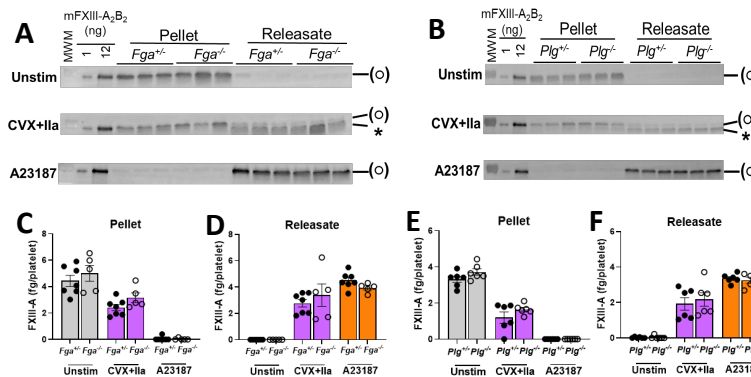 A
mFXIII-A₂B₂
(ng)
MWM
1
12
Pellet
Releasate
Fga⁺/⁻ Fga⁻/⁻ Fga⁺/⁻ Fga⁻/⁻
Unstim
(○)
CVX+IIa
(○)
*
A23187
(○)
B
mFXIII-A₂B₂
(ng)
MWM
1
12
Pellet
Releasate
Plg⁺/⁻ Plg⁻/⁻ Plg⁺/⁻ Plg⁻/⁻
Unstim
(○
CVX+IIa
(○
*
A23187
(○
C
Pellet
FXIII-A (fg/platelet)
8
6
4
2
0
Fga⁺/⁻ Fga⁻/⁻ Fga⁺/⁻ Fga⁻/⁻ Fga⁺/⁻ Fga⁻/⁻
Unstim CVX+IIa A23187
D
Releasate
FXIII-A (fg/platelet)
8
6
4
2
0
Fga⁺/⁻ Fga⁻/⁻ Fga⁺/⁻ Fga⁻/⁻ Fga⁺/⁻ Fga⁻/⁻
Unstim CVX+IIa A23187
E
Pellet
FXIII-A (fg/platelet)
6
4
2
0
Plg⁺/⁻ Plg⁻/⁻ Plg⁺/⁻ Plg⁻/⁻ Plg⁺/⁻ Plg⁻/⁻
Unstim CVX+IIa A23187
F
Releasate
FXIII-A (fg/platelet)
6
4
2
0
Plg⁺/⁻ Plg⁻/⁻ Plg⁺/⁻ Plg⁻/⁻ Plg⁺/⁻ Plg
Unstim CVX+IIa A2318